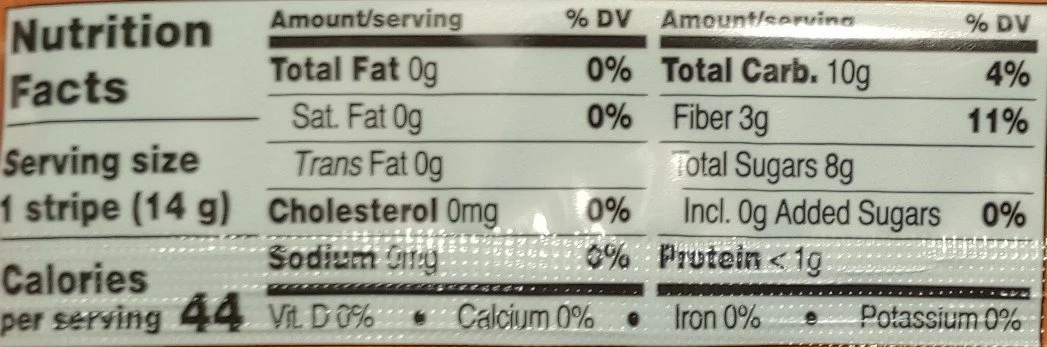 Nutrition
Facts
Serving size
1 stripe (14 g)
Calories
per serving 44
Amount/serving % DV
Total Fat 0g 0%
Sat. Fat 0g 0%
Trans Fat 0g
Cholesterol 0mg 0%
Sodium 0mg 0%
Vit. D 0% • Calcium 0% •
Amount/serving % DV
Total Carb. 10g 4%
Fiber 3g 11%
Total Sugars 8g
Incl. 0g Added Sugars 0%
Protein < 1g
Iron 0% • Potassium 0%